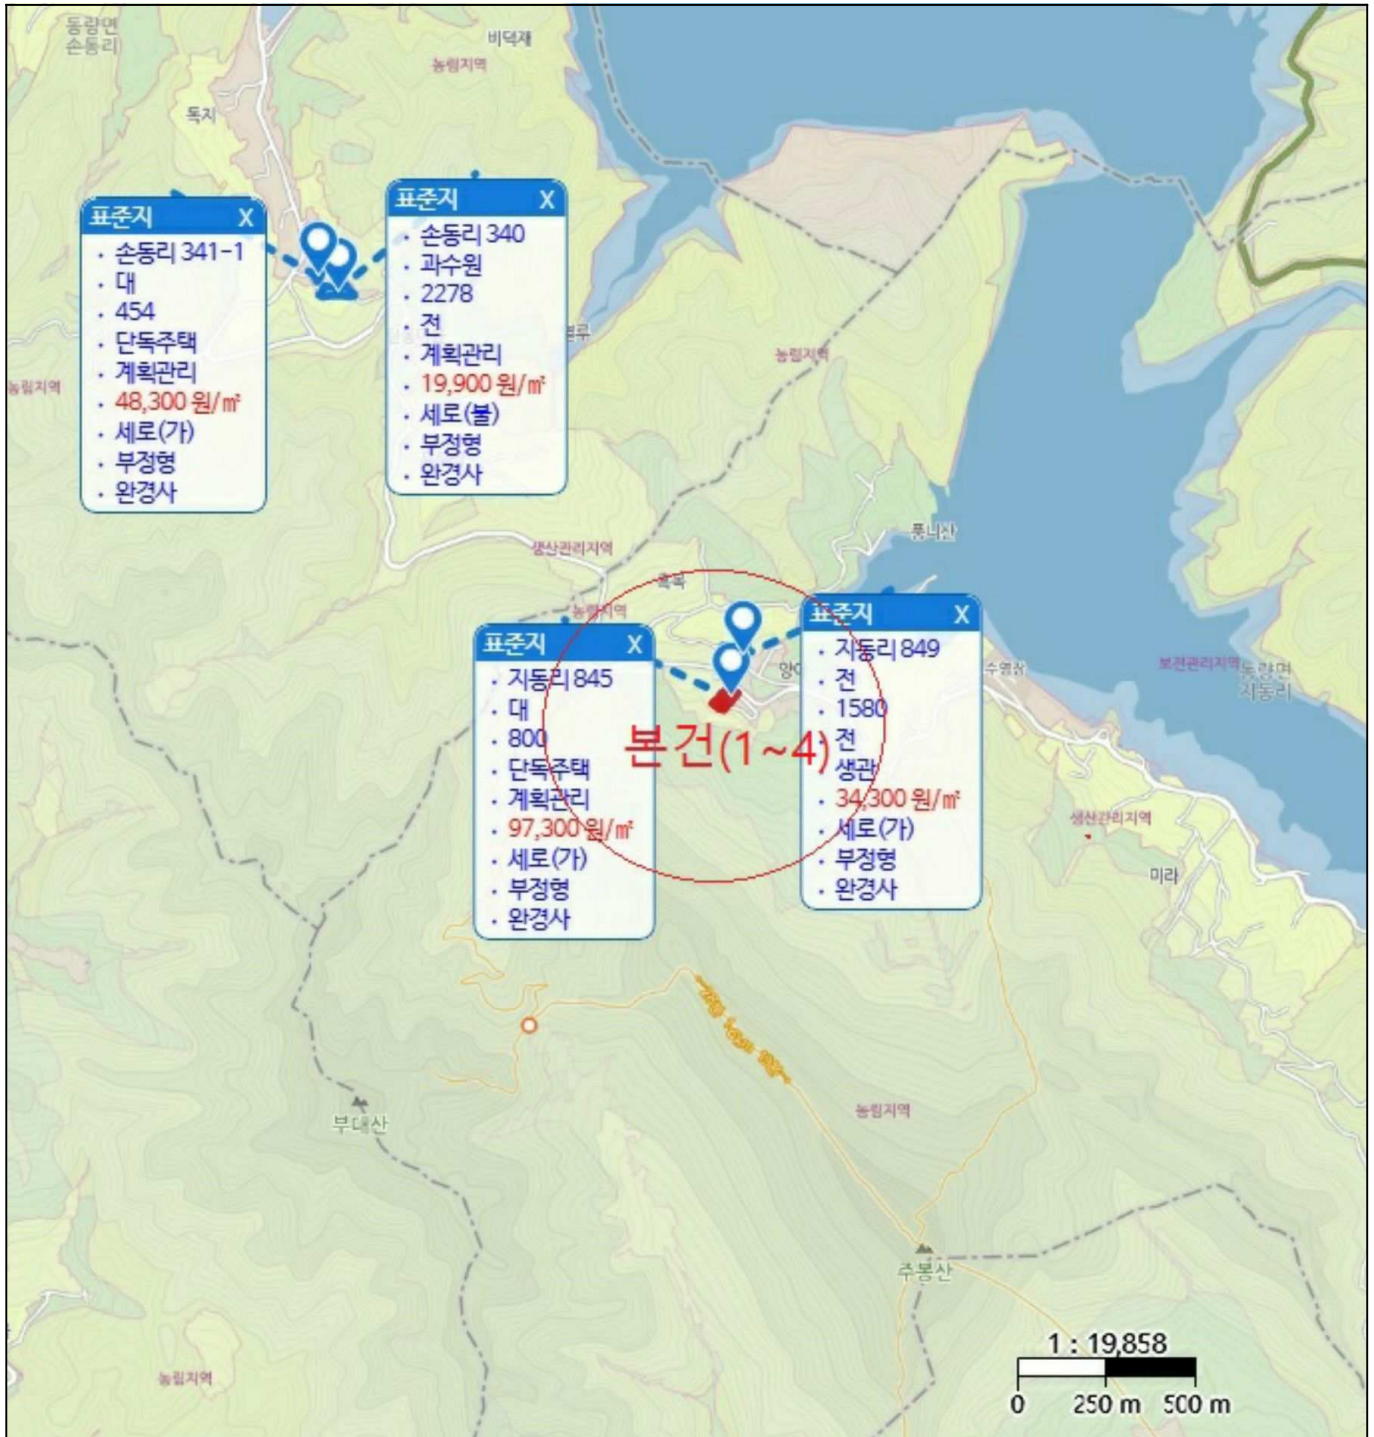 동량면
손동리
비덕재
농림지역
독지
표준지 X
· 손동리 341-1
· 대
· 454
· 단독주택
· 계획관리
· 48,300 원/㎡
· 세로(가)
· 부정형
· 완경사
표준지 X
· 손동리 340
· 과수원
· 2278
· 전
· 계획관리
· 19,900 원/㎡
· 세로(불)
· 부정형
· 완경사
농림지역
농림지역
풍니산
생산관리지역
농림지역
표준지 X
· 지동리 845
· 대
· 800
· 단독주택
· 계획관리
· 97,300 원/㎡
· 세로(가)
· 부정형
· 완경사
본건(1~4)
표준지 X
· 지동리 849
· 전
· 1580
· 전
· 생관
· 34,300 원/㎡
· 세로(가)
· 부정형
· 완경사
보전관리지역
동량면
지동리
생산관리지역
미라
부대산
농림지역
주봉산
농림지역
1 : 19,858
0 250 m 500 m